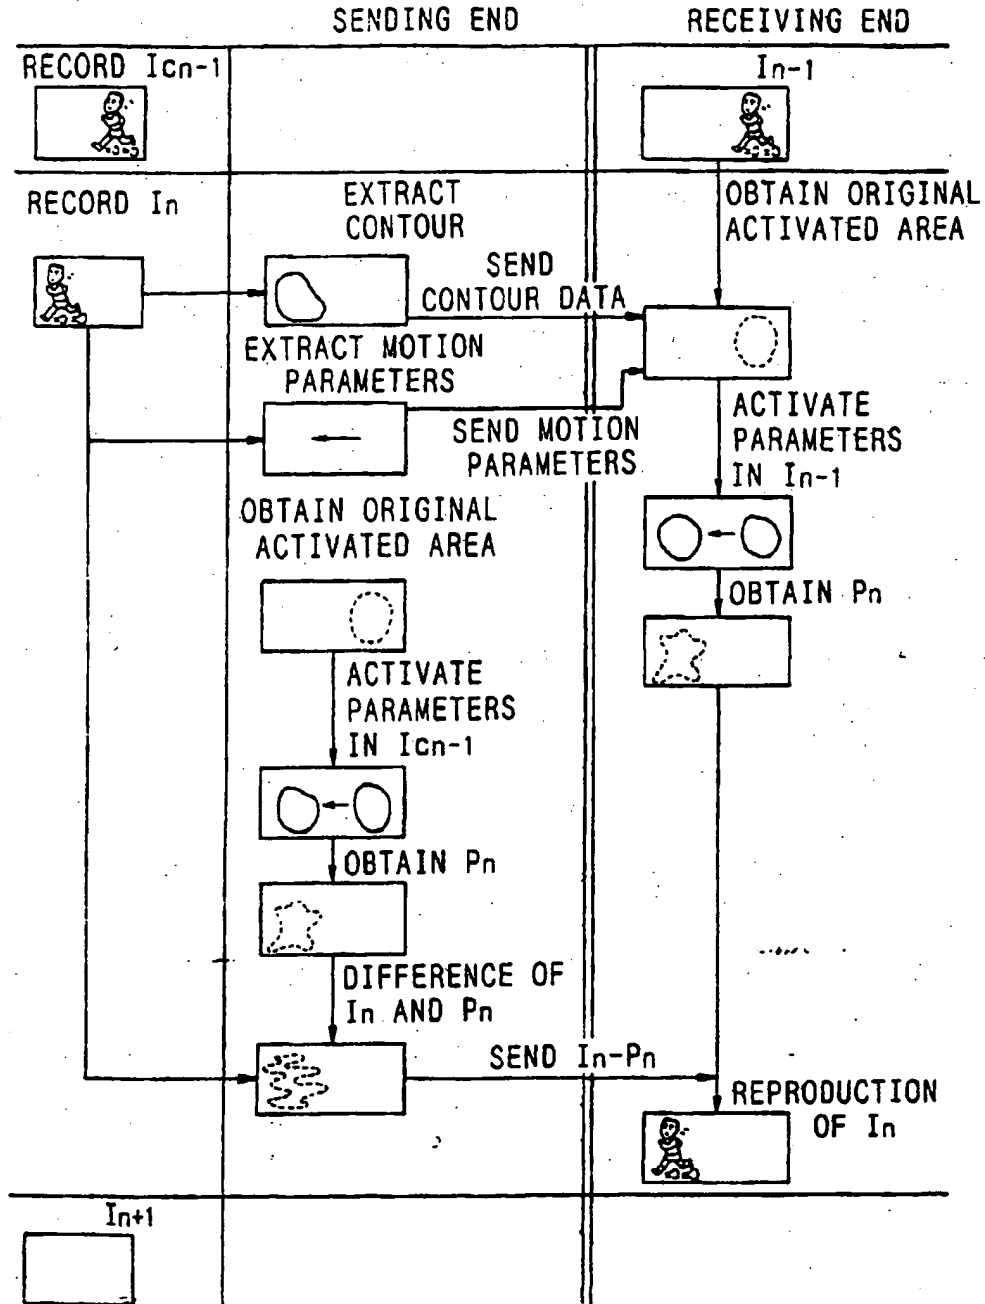 SENDING END
RECEIVING END
RECORD Icn-1
In-1
RECORD In
EXTRACT
CONTOUR
OBTAIN ORIGINAL
ACTIVATED AREA
SEND
CONTOUR DATA
EXTRACT MOTION
PARAMETERS
SEND MOTION
PARAMETERS
ACTIVATE
PARAMETERS
IN In-1
OBTAIN ORIGINAL
ACTIVATED AREA
OBTAIN Pn
ACTIVATE
PARAMETERS
IN Icn-1
OBTAIN Pn
DIFFERENCE OF
In AND Pn
SEND In-Pn
REPRODUCTION
OF In
In+1